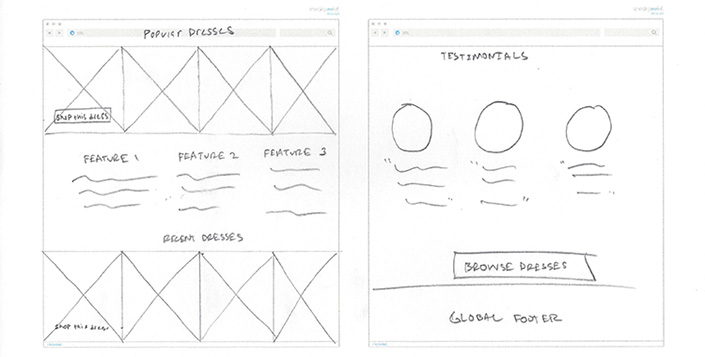 POPULAR DRESSES
Shop this dress
FEATURE 1
FEATURE 2
FEATURE 3
RECENT DRESSES
Shop this dress
TESTIMONIALS
BROWSE DRESSES
GLOBAL FOOTER